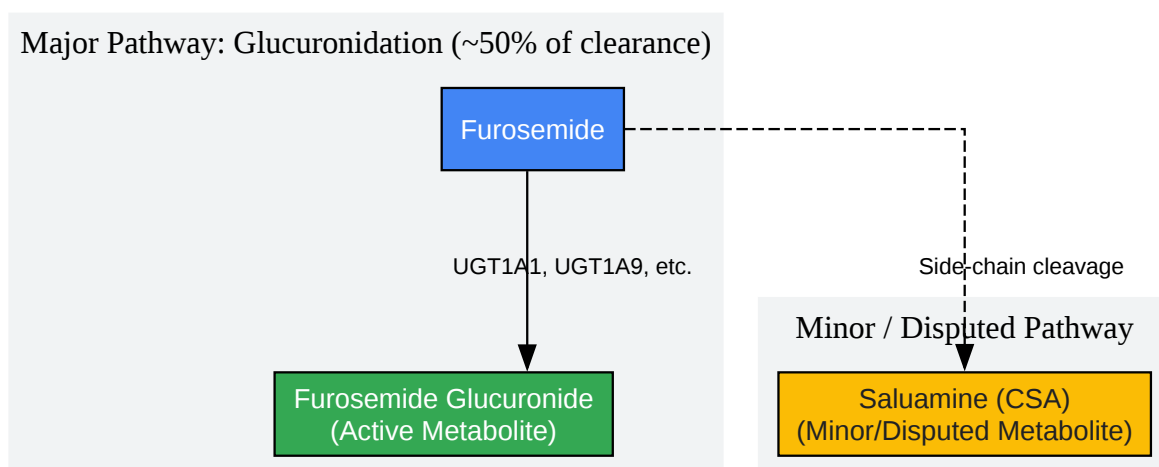 Major Pathway: Glucuronidation (~50% of clearance)
Furosemide
UGT1A1, UGT1A9, etc.
Side-chain cleavage
Minor / Disputed Pathway
Furosemide Glucuronide
(Active Metabolite)
Saluamine (CSA)
(Minor/Disputed Metabolite)